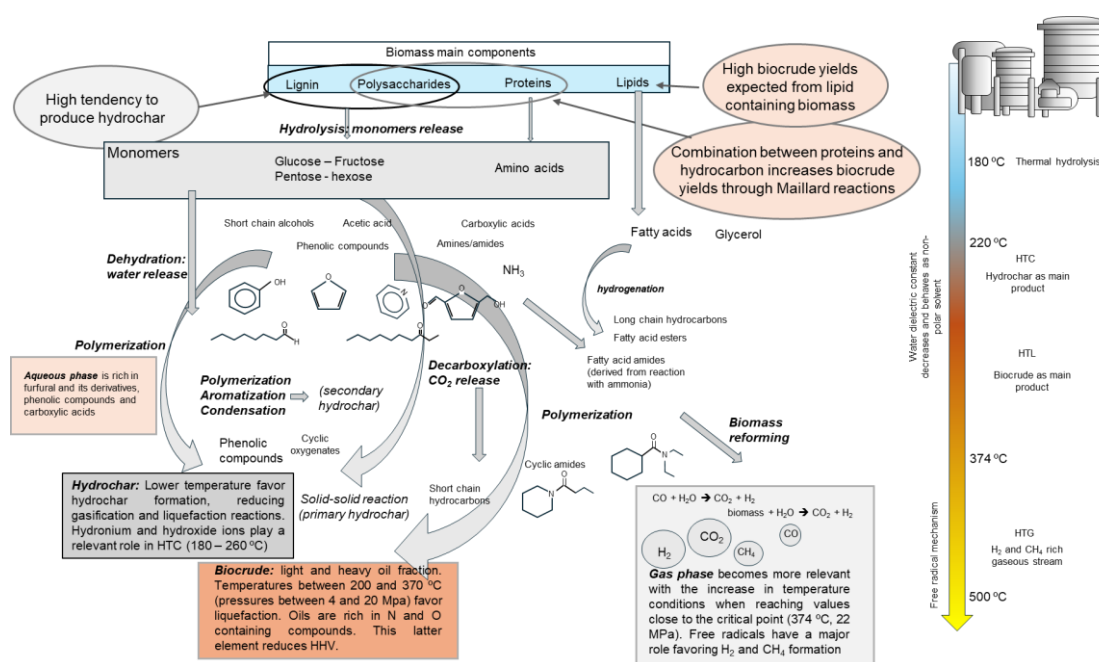 Biomass main components
Lignin
Polysaccharides
Proteins
Lipids
High tendency to
produce hydrochar
High biocrude yields
expected from lipid
containing biomass
Hydrolysis: monomers release
Combination between proteins and
hydrocarbon increases biocrude
yields through Maillard reactions
Monomers
Glucose – Fructose
Pentose - hexose
Amino acids
Short chain alcohols
Acetic acid
Carboxylic acids
Phenolic compounds
Amines/amides
NH3
Fatty acids
Glycerol
Dehydration:
water release
OH
O
N
O
O
OH
hydrogenation
O
H
O
Long chain hydrocarbons
Fatty acid esters
Fatty acid amides
(derived from reaction
with ammonia)
Polymerization
Aqueous phase is rich in
furfural and its derivatives,
phenolic compounds and
carboxylic acids
Polymerization
Aromatization
Condensation
(secondary
hydrochar)
Decarboxylation:
CO2 release
Polymerization
Biomass
reforming
Phenolic
compounds
Cyclic
oxygenates
Hydrochar: Lower temperature favor
hydrochar formation, reducing
gasification and liquefaction reactions.
Hydronium and hydroxide ions play a
relevant role in HTC (180 – 260 ºC)
Solid-solid reaction
(primary hydrochar)
Short chain
hydrocarbons
Cyclic amides
O
N
O
N
Biocrude: light and heavy oil fraction.
Temperatures between 200 and 370 ºC
(pressures between 4 and 20 Mpa) favor
liquefaction. Oils are rich in N and O
containing compounds. This latter
element reduces HHV.
CO + H2O ➔ CO2 + H2
biomass + H2O ➔ CO2 + H2
H2
CO2
CH4
CO
Gas phase becomes more relevant
with the increase in temperature
conditions when reaching values
close to the critical point (374 ºC, 22
MPa). Free radicals have a major
role favoring H2 and CH4 formation
180 ºC
Thermal hydrolysis
220 ºC
HTC
Hydrochar as main
product
HTL
Biocrude as main
product
374 ºC
HTG
H2 and CH4 rich
gaseous stream
500 ºC
Water dielectric constant
decreases and behaves as non-
polar solvent
Free radical mechanism